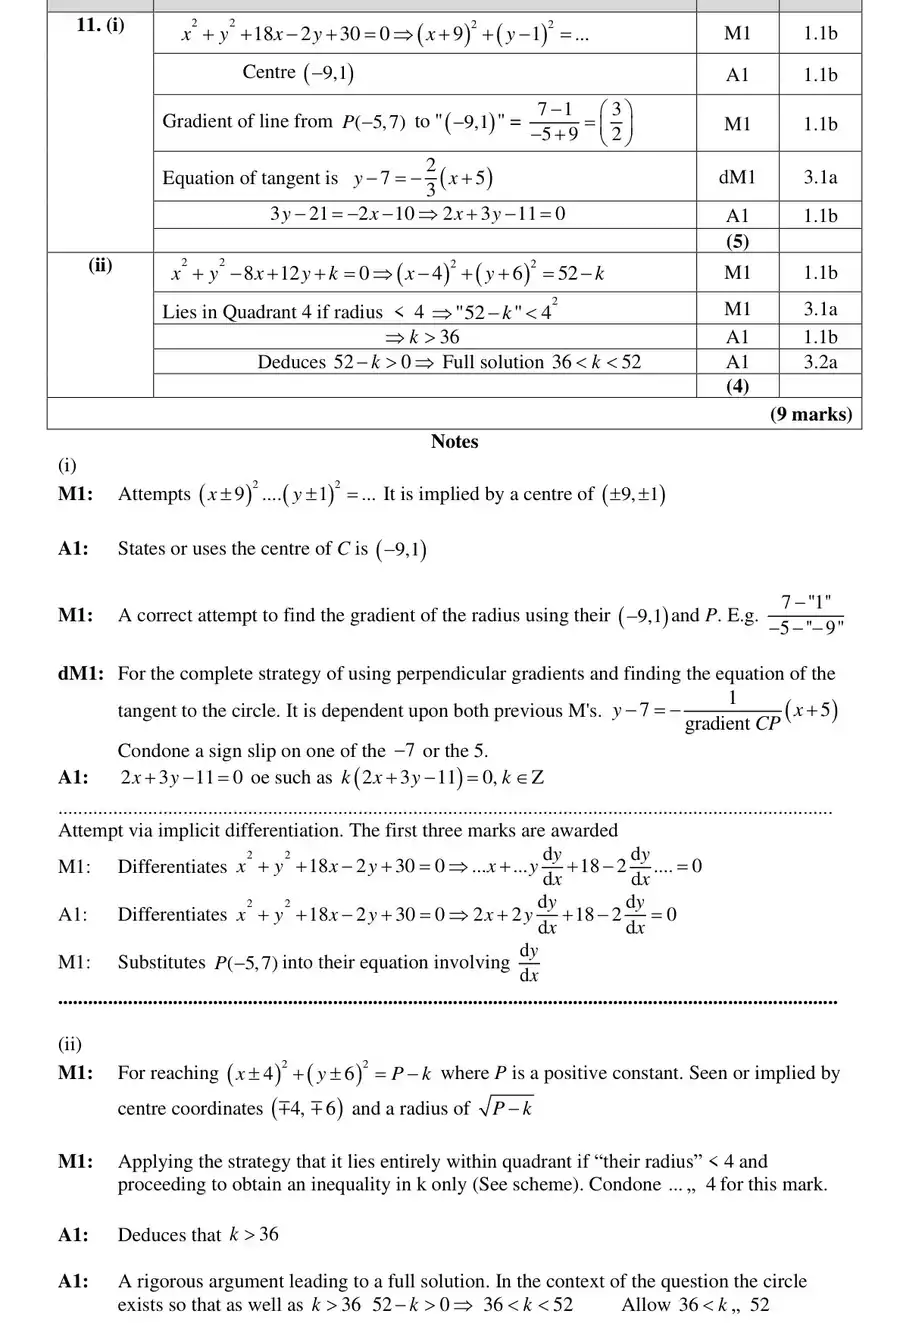 11. (i) x² + y² +18x − 2y + 30 = 0 ⇒ (x+9)² + (y−1)² = ... M1 1.1b
Centre (−9,1) A1 1.1b
Gradient of line from P(−5,7) to "(−9,1)" = (7−1)/(−5+9) = (3/2) M1 1.1b
Equation of tangent is y−7 = −2/3(x+5) dM1 3.1a
3y−21 = −2x−10 ⇒ 2x+3y−11 = 0 A1 1.1b
(5)
(ii) x² + y² −8x+12y+k = 0 ⇒ (x−4)² + (y+6)² = 52−k M1 1.1b
Lies in Quadrant 4 if radius < 4 ⇒ "52−k" < 4² M1 3.1a
⇒ k > 36 A1 1.1b
Deduces 52−k > 0 ⇒ Full solution 36 < k < 52 A1 3.2a
(4)
(9 marks)
Notes
(i)
M1: Attempts (x±9)² ....(y±1)² = ... It is implied by a centre of (±9,±1)
A1: States or uses the centre of C is (−9,1)
M1: A correct attempt to find the gradient of the radius using their (−9,1) and P. E.g. (7−"1")/(−5−"−9")
dM1: For the complete strategy of using perpendicular gradients and finding the equation of the
tangent to the circle. It is dependent upon both previous M's. y−7 = −1/(gradient CP)(x+5)
Condone a sign slip on one of the −7 or the 5.
A1: 2x+3y−11 = 0 oe such as k(2x+3y−11) = 0, k ∈ ℤ
Attempt via implicit differentiation. The first three marks are awarded
M1: Differentiates x² + y² +18x−2y+30 = 0 ⇒ ...x+...y dy/dx +18−2 dy/dx .... = 0
A1: Differentiates x² + y² +18x−2y+30 = 0 ⇒ 2x+2y dy/dx +18−2 dy/dx = 0
M1: Substitutes P(−5,7) into their equation involving dy/dx
(ii)
M1: For reaching (x±4)² + (y±6)² = P−k where P is a positive constant. Seen or implied by
centre coordinates (∓4, ∓6) and a radius of √(P−k)
M1: Applying the strategy that it lies entirely within quadrant if “their radius” < 4 and
proceeding to obtain an inequality in k only (See scheme). Condone ... ,, 4 for this mark.
A1: Deduces that k > 36
A1: A rigorous argument leading to a full solution. In the context of the question the circle
exists so that as well as k > 36 52−k > 0 ⇒ 36 < k < 52 Allow 36 < k ,, 52